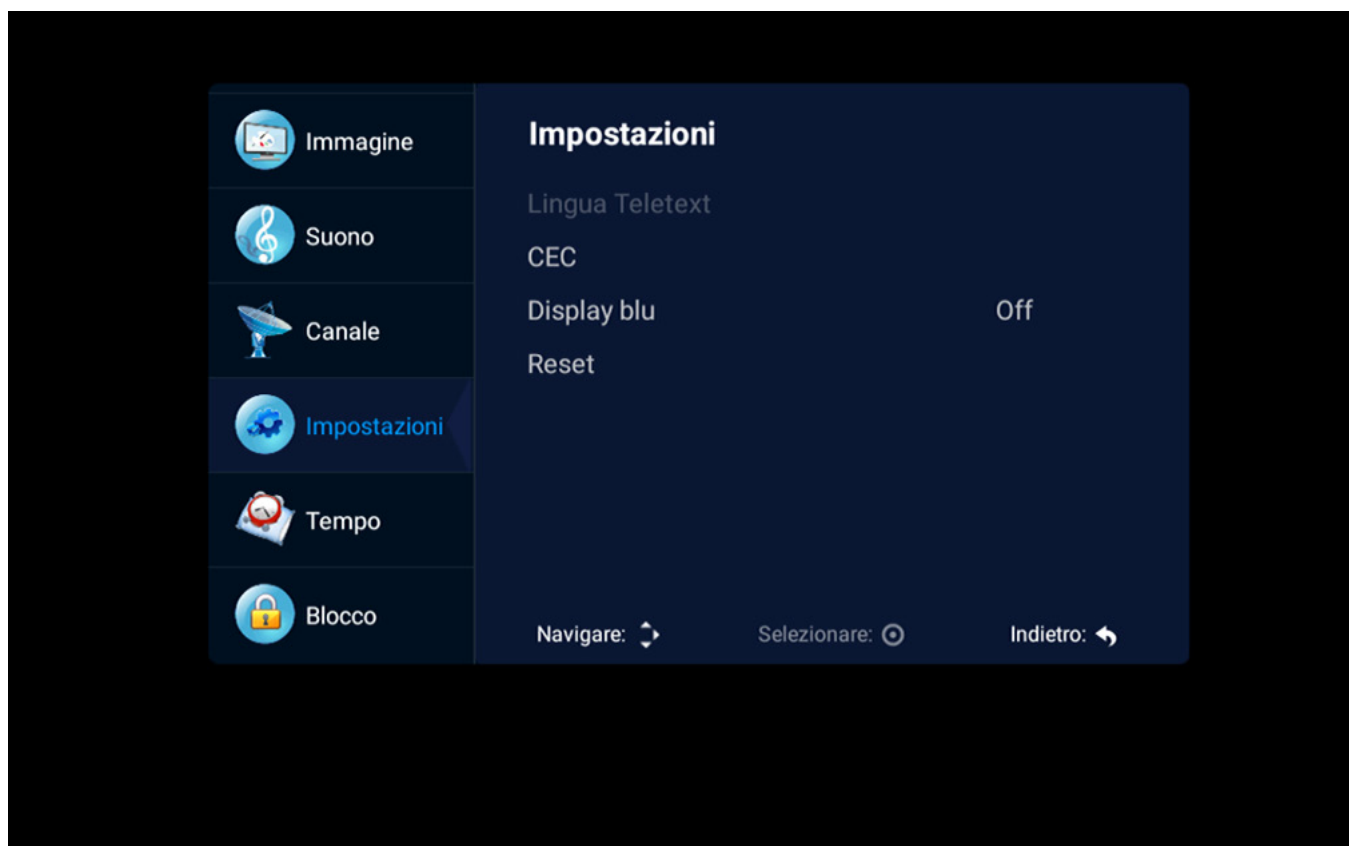 Immagine
Suono
Canale
Impostazioni
Tempo
Blocco
Impostazioni
Lingua Teletext
CEC
Display blu Off
Reset
Navigare: Selezionare: Indietro: